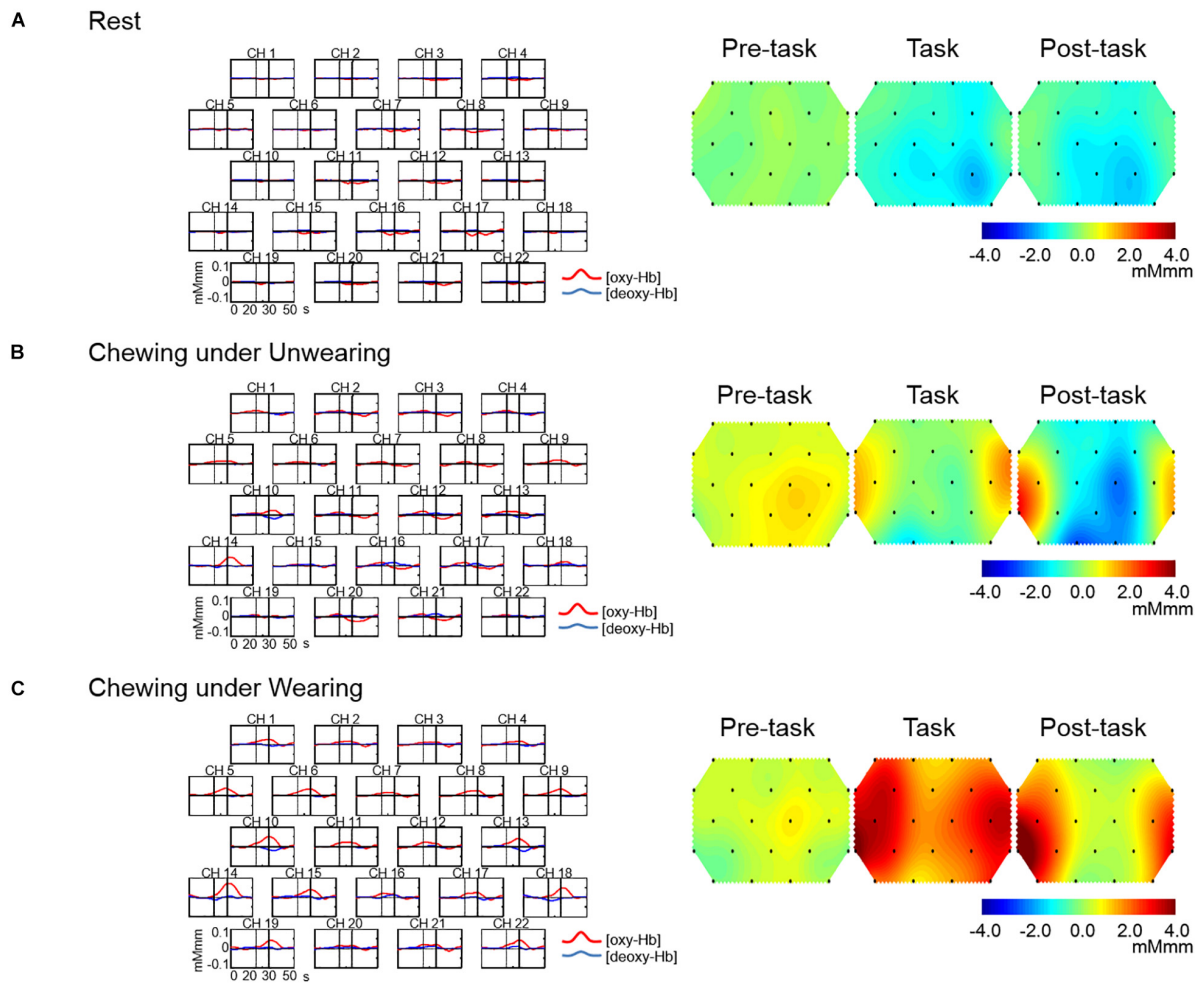 A Rest
Pre-task Task Post-task
CH 1 CH 2 CH 3 CH 4
CH 5 CH 6 CH 7 CH 8 CH 9
CH 10 CH 11 CH 12 CH 13
CH 14 CH 15 CH 16 CH 17 CH 18
CH 19 CH 20 CH 21 CH 22
mMmm 0.1 0 -0.1
0 20 30 50 s
[oxy-Hb]
[deoxy-Hb]
-4.0 -2.0 0.0 2.0 4.0
mMmm
B Chewing under Unwearing
Pre-task Task Post-task
CH 1 CH 2 CH 3 CH 4
CH 5 CH 6 CH 7 CH 8 CH 9
CH 10 CH 11 CH 12 CH 13
CH 14 CH 15 CH 16 CH 17 CH 18
CH 19 CH 20 CH 21 CH 22
mMmm 0.1 0 -0.1
0 20 30 50 s
[oxy-Hb]
[deoxy-Hb]
-4.0 -2.0 0.0 2.0 4.0
mMmm
C Chewing under Wearing
Pre-task Task Post-task
CH 1 CH 2 CH 3 CH 4
CH 5 CH 6 CH 7 CH 8 CH 9
CH 10 CH 11 CH 12 CH 13
CH 14 CH 15 CH 16 CH 17 CH 18
CH 19 CH 20 CH 21 CH 22
mMmm 0.1 0 -0.1
0 20 30 50 s
[oxy-Hb]
[deoxy-Hb]
-4.0 -2.0 0.0 2.0 4.0
mMmm